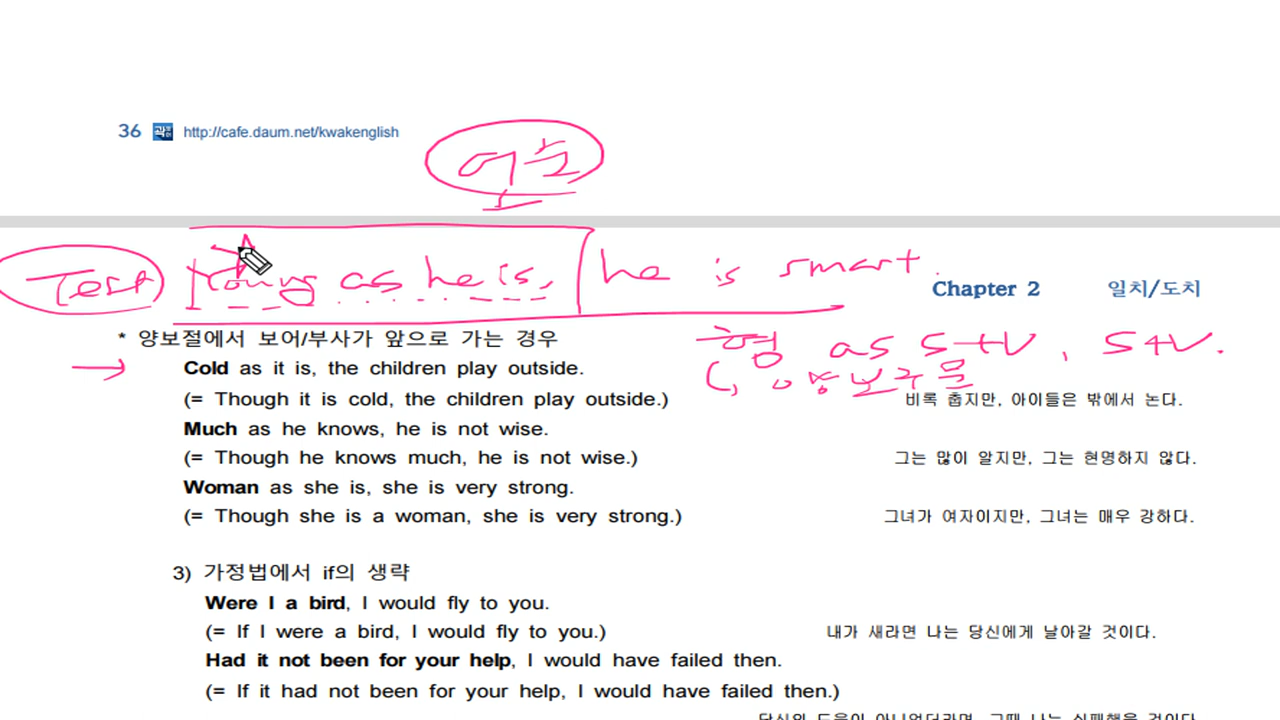 36 http://cafe.daum.net/kwakenglish
어순
Test Young as he is, he is smart.
Chapter 2 일치/도치
* 양보절에서 보어/부사가 앞으로 가는 경우
형 as S+V, S+V.
Cold as it is, the children play outside.
양보구문
(= Though it is cold, the children play outside.) 비록 춥지만, 아이들은 밖에서 논다.
Much as he knows, he is not wise.
(= Though he knows much, he is not wise.) 그는 많이 알지만, 그는 현명하지 않다.
Woman as she is, she is very strong.
(= Though she is a woman, she is very strong.) 그녀가 여자이지만, 그녀는 매우 강하다.
3) 가정법에서 if의 생략
Were I a bird, I would fly to you.
(= If I were a bird, I would fly to you.) 내가 새라면 나는 당신에게 날아갈 것이다.
Had it not been for your help, I would have failed then.
(= If it had not been for your help, I would have failed then.)